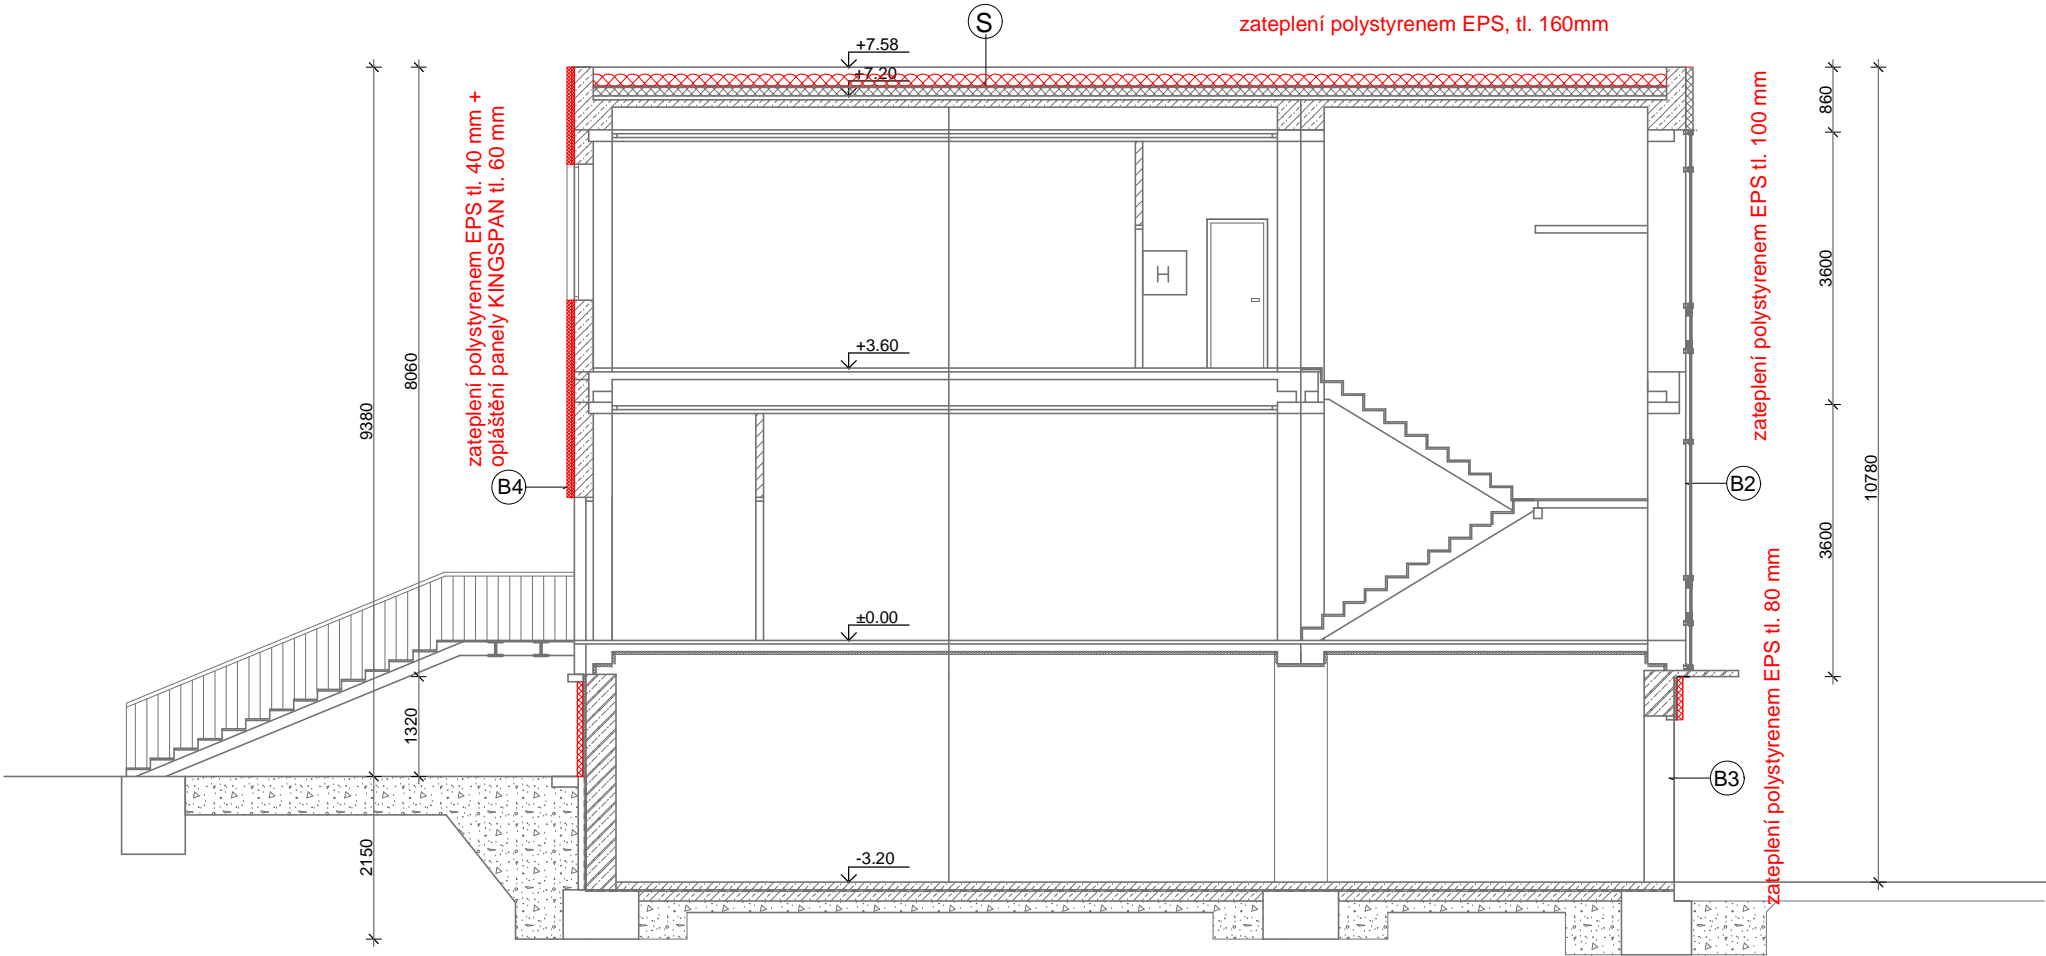 S
zateplení polystyrenem EPS, tl. 160mm
+7.58
+7.20
zateplení polystyrenem EPS tl. 40 mm +
opláštění panely KINGSPAN tl. 60 mm
zateplení polystyrenem EPS tl. 100 mm
860
3600
H
+3.60
8060
9380
B4
B2
10780
3600
zateplení polystyrenem EPS tl. 80 mm
±0.00
1320
B3
2150
-3.20